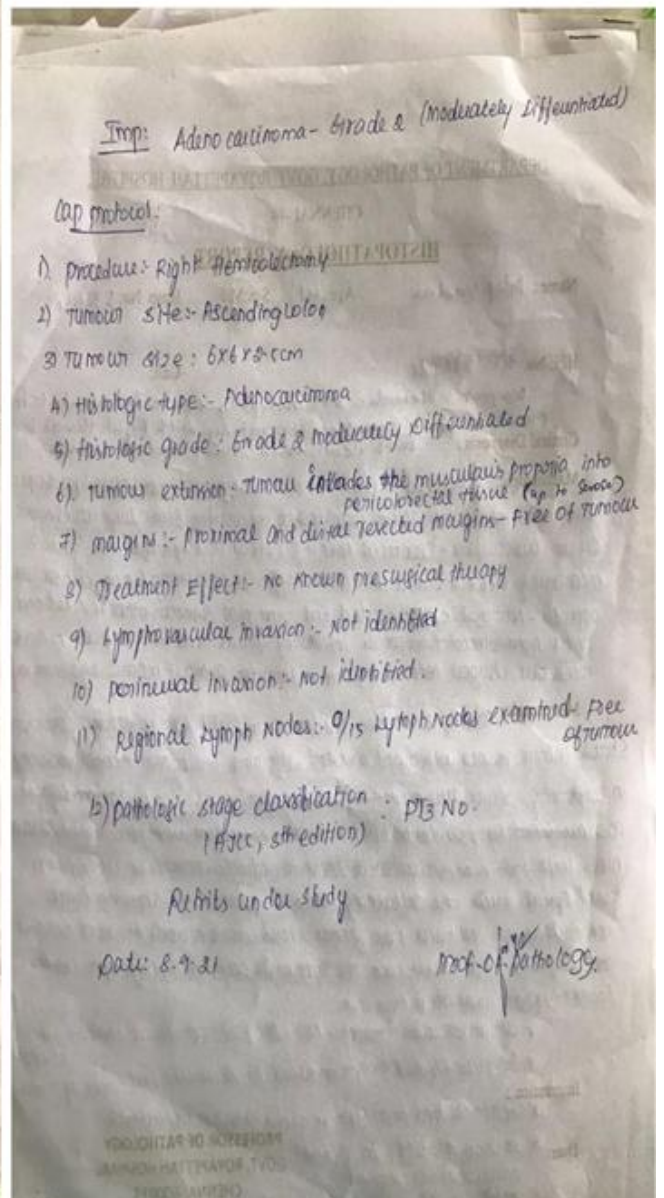 Imp: Adeno carcinoma - Grade 2 (Moderately Differentiated)
Cap protocol:
1) Procedure:- Right Hemicolectomy
2) Tumour Site:- Ascending colon
3) Tumour size: 6x6x
4) Histologic type:- Adenocarcinoma
5) Histologic grade: Grade 2 moderately Differentiated
6) Tumour extension- Tumour invades the muscularis propria into
pericolorectal tissue (up to serosa)
7) margins:- Proximal and distal resected margins- Free of Tumour
8) Treatment Effect:- No known presurgical therapy
9) Lymphovascular invasion:- Not identified
10) Perineural Invasion:- Not identified.
11) Regional Lymph Nodes:- 0/15 Lymph Nodes examined- Free
of Tumour
12) Pathologic stage classification : PT3 N0.
(AJCC, 8th edition)
under study
Date: 8.9.21
Prof. of Pathology.